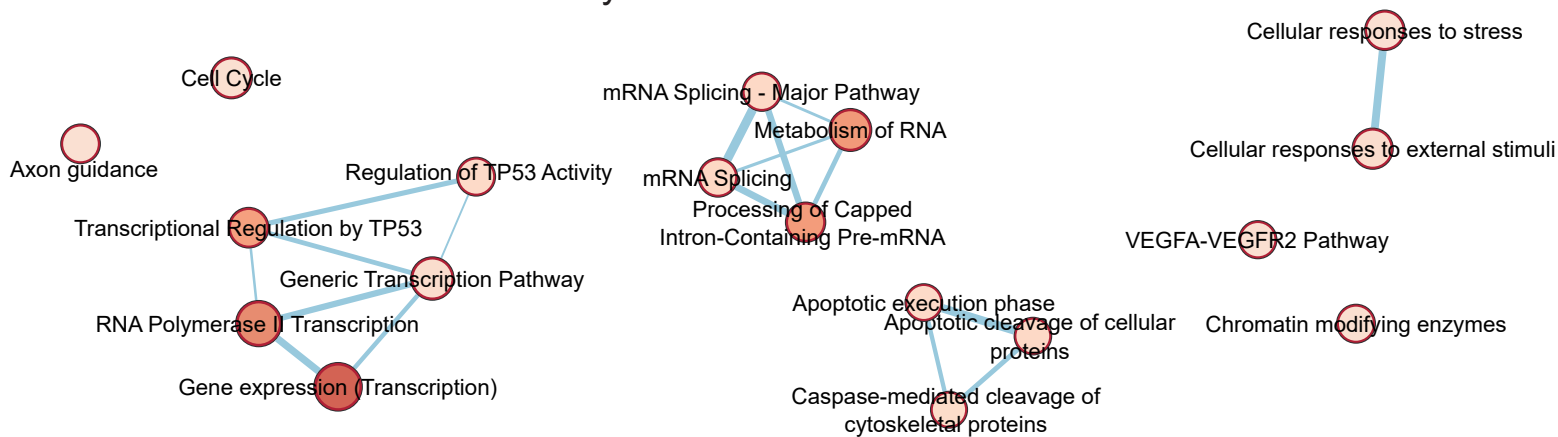 Cellular responses to stress
Cell Cycle
mRNA Splicing - Major Pathway
Metabolism of RNA
Cellular responses to external stimuli
Axon guidance
Regulation of TP53 Activity
mRNA Splicing
Processing of Capped
Intron-Containing Pre-mRNA
Transcriptional Regulation by TP53
VEGFA-VEGFR2 Pathway
Generic Transcription Pathway
Apoptotic execution phase
Apoptotic cleavage of cellular
proteins
RNA Polymerase II Transcription
Chromatin modifying enzymes
Gene expression (Transcription)
Caspase-mediated cleavage of
cytoskeletal proteins